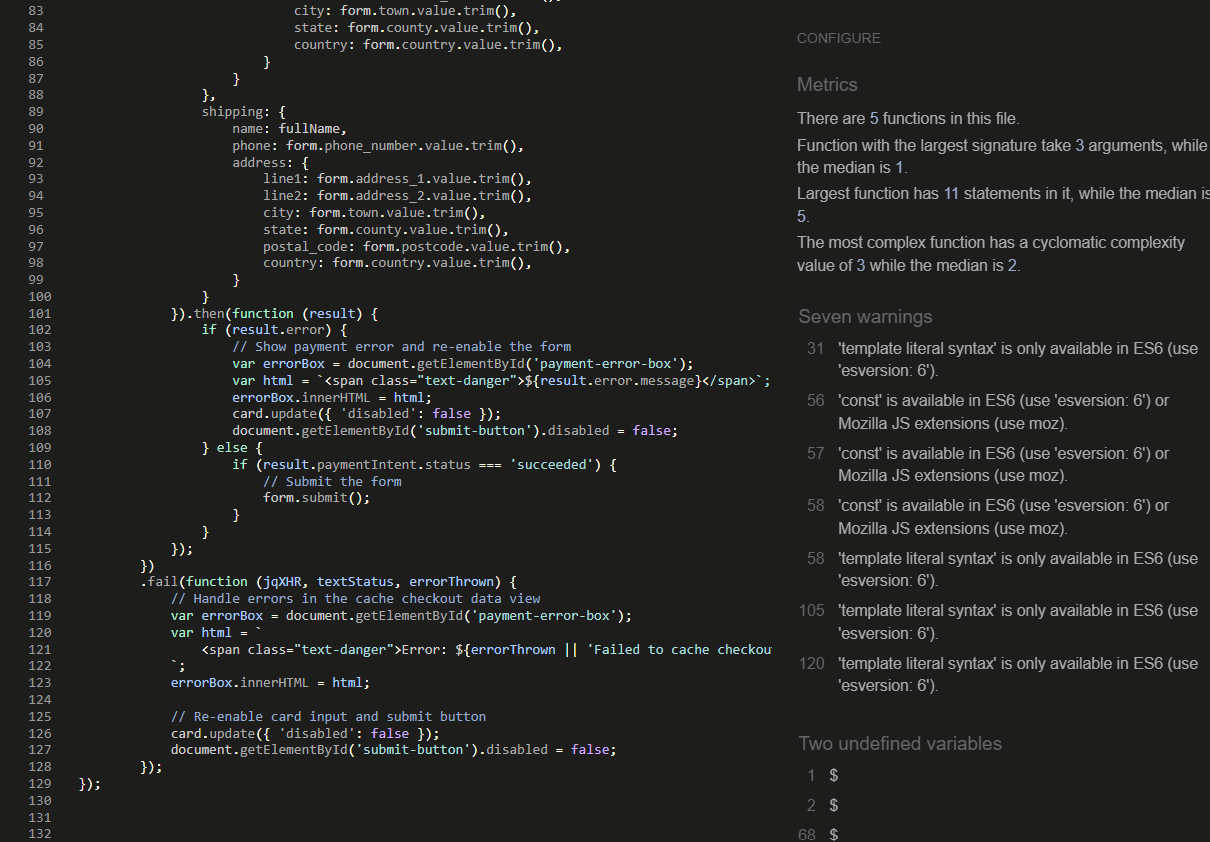 83 city: form.town.value.trim(),
84 state: form.county.value.trim(),
85 country: form.country.value.trim(),
86 }
87 }
88 },
89 shipping: {
90 name: fullName,
91 phone: form.phone_number.value.trim(),
92 address: {
93 line1: form.address_1.value.trim(),
94 line2: form.address_2.value.trim(),
95 city: form.town.value.trim(),
96 state: form.county.value.trim(),
97 postal_code: form.postcode.value.trim(),
98 country: form.country.value.trim(),
99 }
100 }
101 }).then(function (result) {
102 if (result.error) {
103 // Show payment error and re-enable the form
104 var errorBox = document.getElementById('payment-error-box');
105 var html = `<span class="text-danger">${result.error.message}</span>`;
106 errorBox.innerHTML = html;
107 card.update({ 'disabled': false });
108 document.getElementById('submit-button').disabled = false;
109 } else {
110 if (result.paymentIntent.status === 'succeeded') {
111 // Submit the form
112 form.submit();
113 }
114 }
115 });
116 })
117 .fail(function (jqXHR, textStatus, errorThrown) {
118 // Handle errors in the cache checkout data view
119 var errorBox = document.getElementById('payment-error-box');
120 var html = `
121 <span class="text-danger">Error: ${errorThrown || 'Failed to cache checkou
122 `;
123 errorBox.innerHTML = html;
124
125 // Re-enable card input and submit button
126 card.update({ 'disabled': false });
127 document.getElementById('submit-button').disabled = false;
128 });
129 });
130
131
132
CONFIGURE
Metrics
There are 5 functions in this file.
Function with the largest signature take 3 arguments, while
the median is 1.
Largest function has 11 statements in it, while the median is
5.
The most complex function has a cyclomatic complexity
value of 3 while the median is 2.
Seven warnings
31 'template literal syntax' is only available in ES6 (use
'esversion: 6').
56 'const' is available in ES6 (use 'esversion: 6') or
Mozilla JS extensions (use moz).
57 'const' is available in ES6 (use 'esversion: 6') or
Mozilla JS extensions (use moz).
58 'const' is available in ES6 (use 'esversion: 6') or
Mozilla JS extensions (use moz).
58 'template literal syntax' is only available in ES6 (use
'esversion: 6').
105 'template literal syntax' is only available in ES6 (use
'esversion: 6').
120 'template literal syntax' is only available in ES6 (use
'esversion: 6').
Two undefined variables
1 $
2 $
68 $